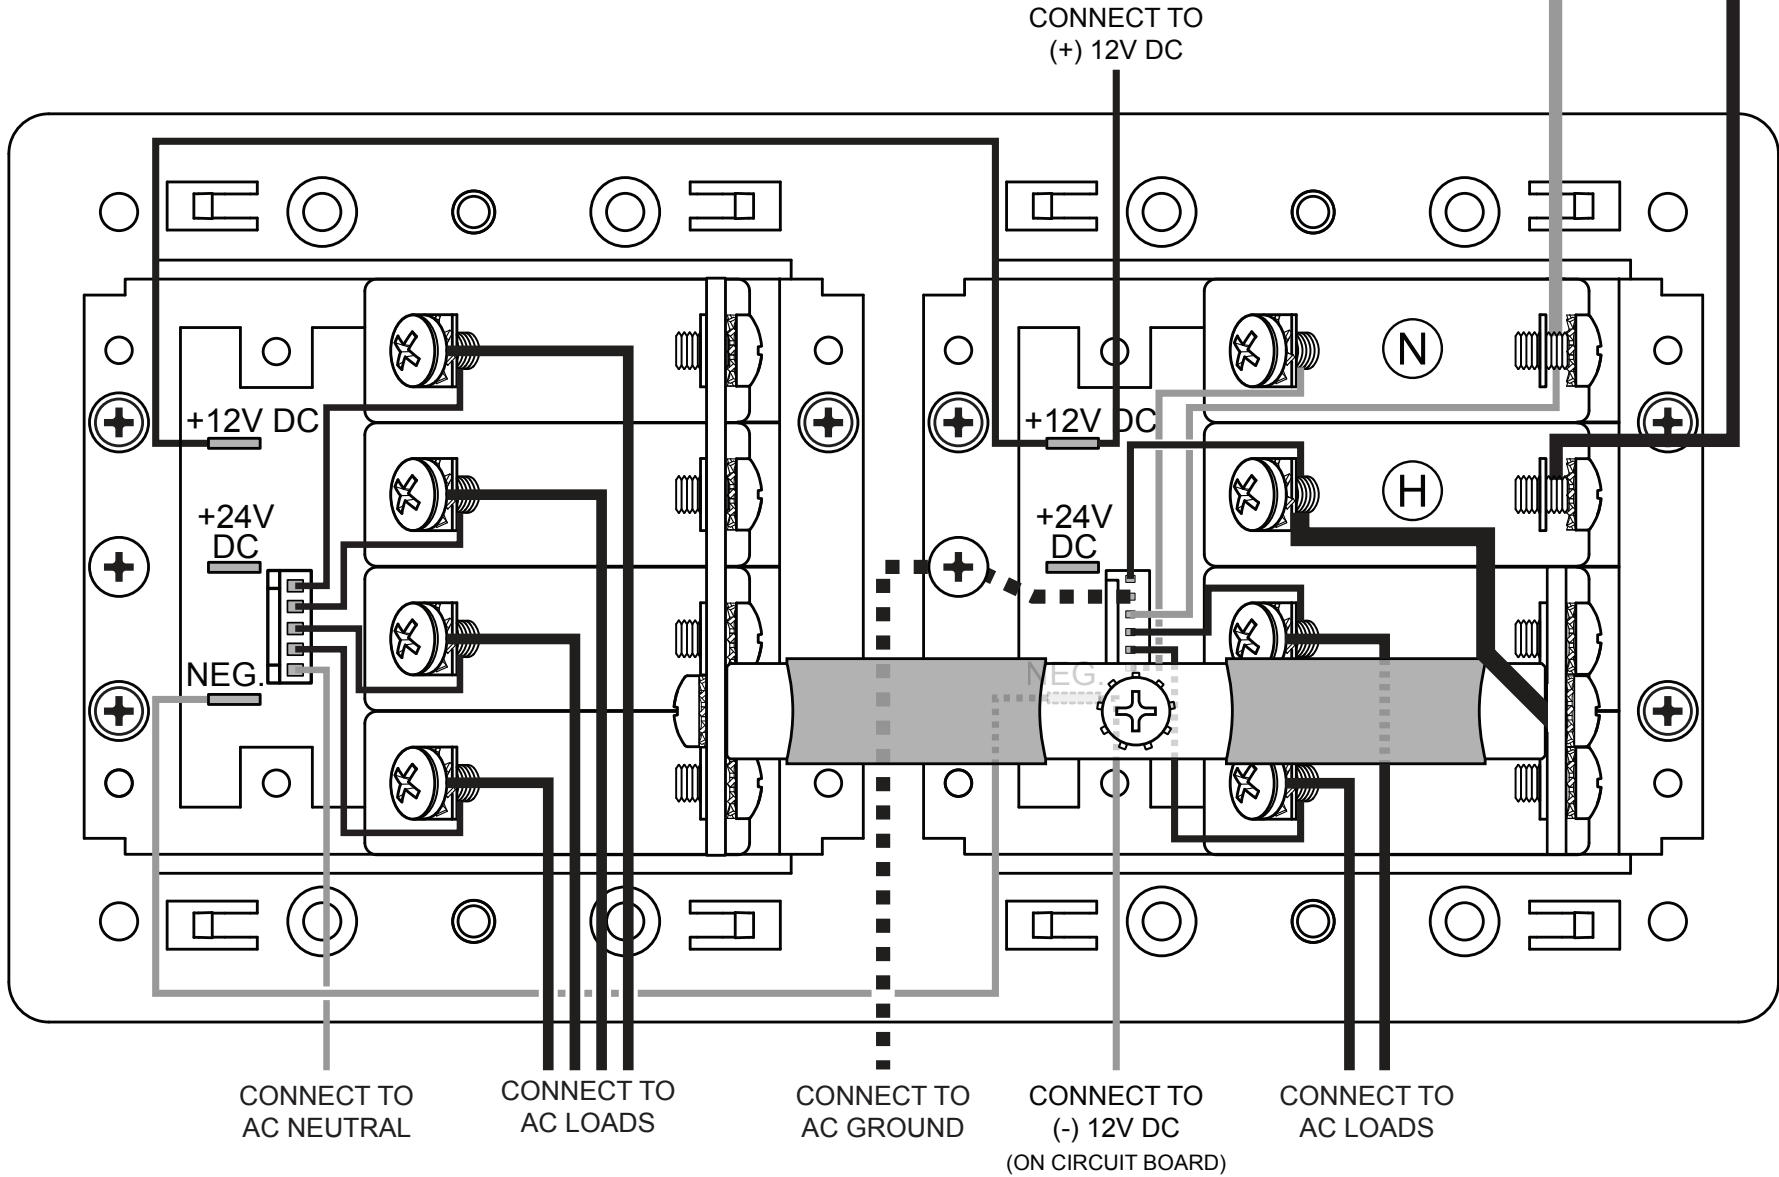 CONNECT TO
(+) 12V DC
N
+12V DC
+12V DC
H
+24V
DC
+24V
DC
NEG.
NEG.
CONNECT TO
AC NEUTRAL
CONNECT TO
AC LOADS
CONNECT TO
AC GROUND
CONNECT TO
(-) 12V DC
(ON CIRCUIT BOARD)
CONNECT TO
AC LOADS